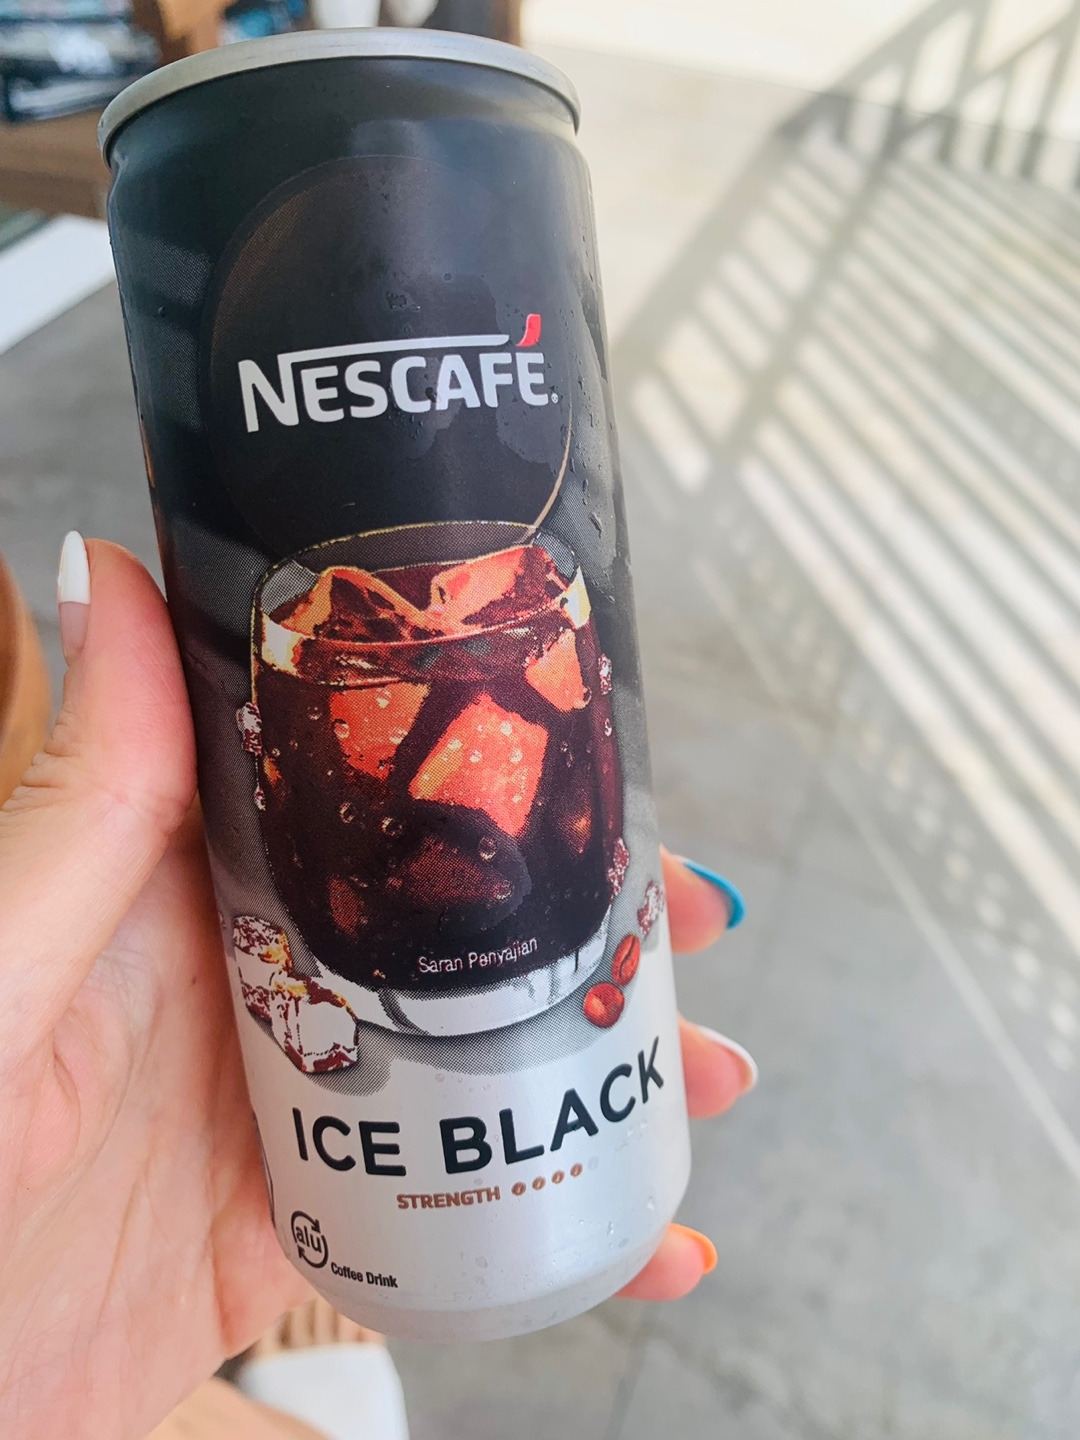 NESCAFÉ®
Saran Penyajian
ICE BLACK
STRENGTH
alu
Coffee Drink